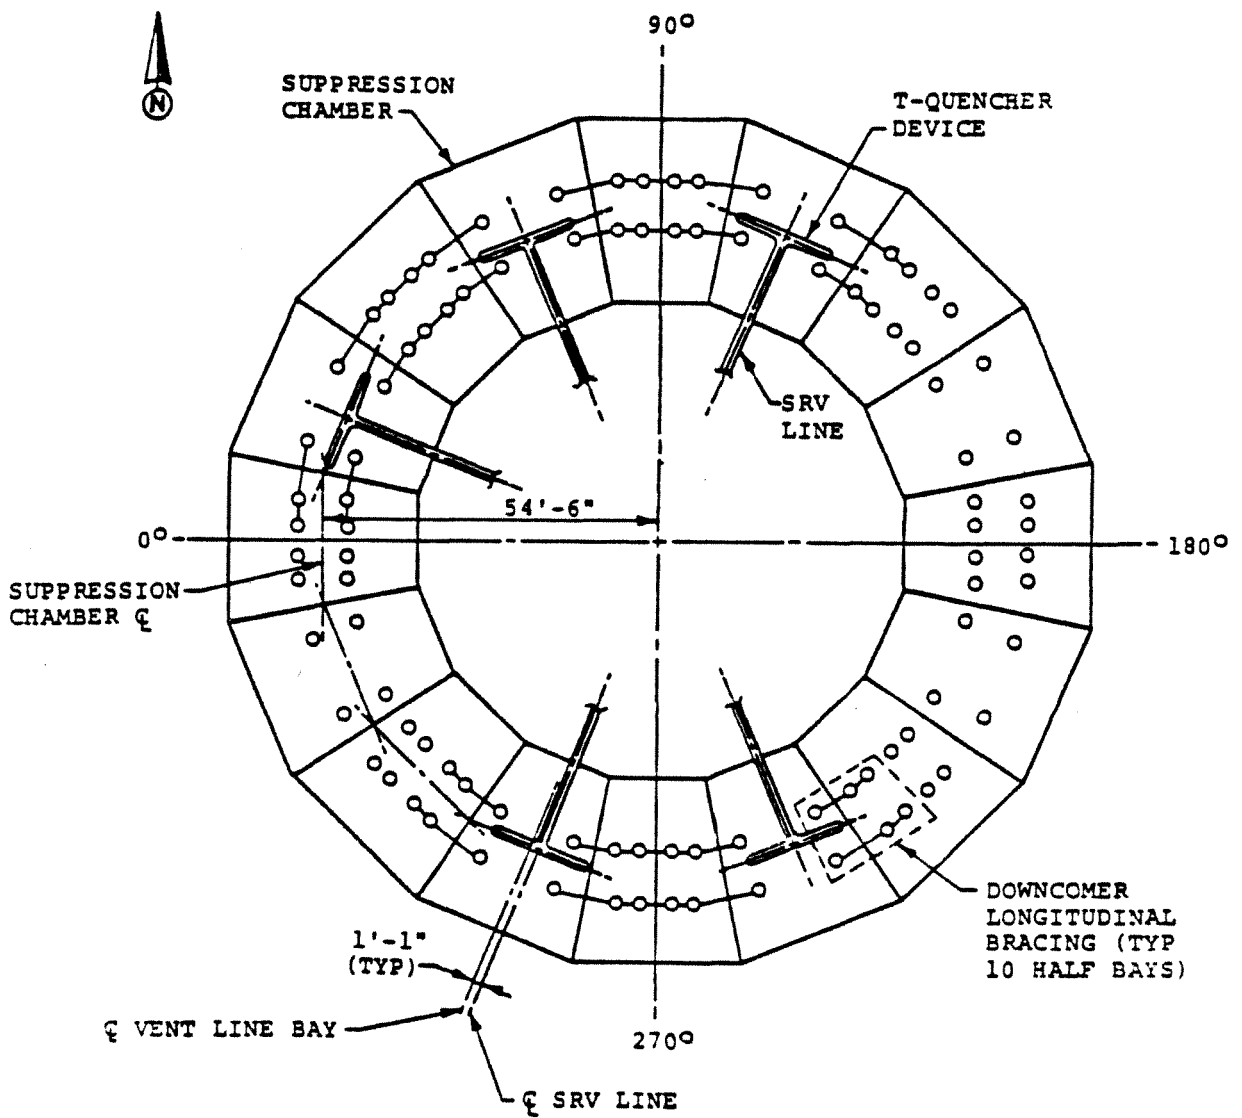 90°
SUPPRESSION
CHAMBER
T-QUENCHER
DEVICE
N
SRV
LINE
54'-6"
0°
180°
SUPPRESSION
CHAMBER ℄
DOWNCOMER
LONGITUDINAL
BRACING (TYP
10 HALF BAYS)
1'-1"
(TYP)
℄ VENT LINE BAY
270°
℄ SRV LINE